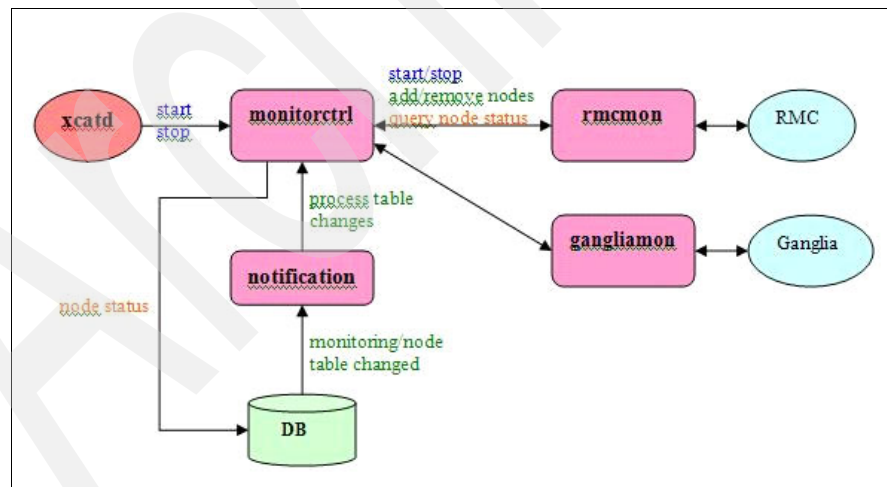 xcatd
start
stop
monitorctrl
start/stop
add/remove nodes
query node status
rmcmon
RMC
process table
changes
gangliamon
Ganglia
notification
node status
monitoring/node
table changed
DB